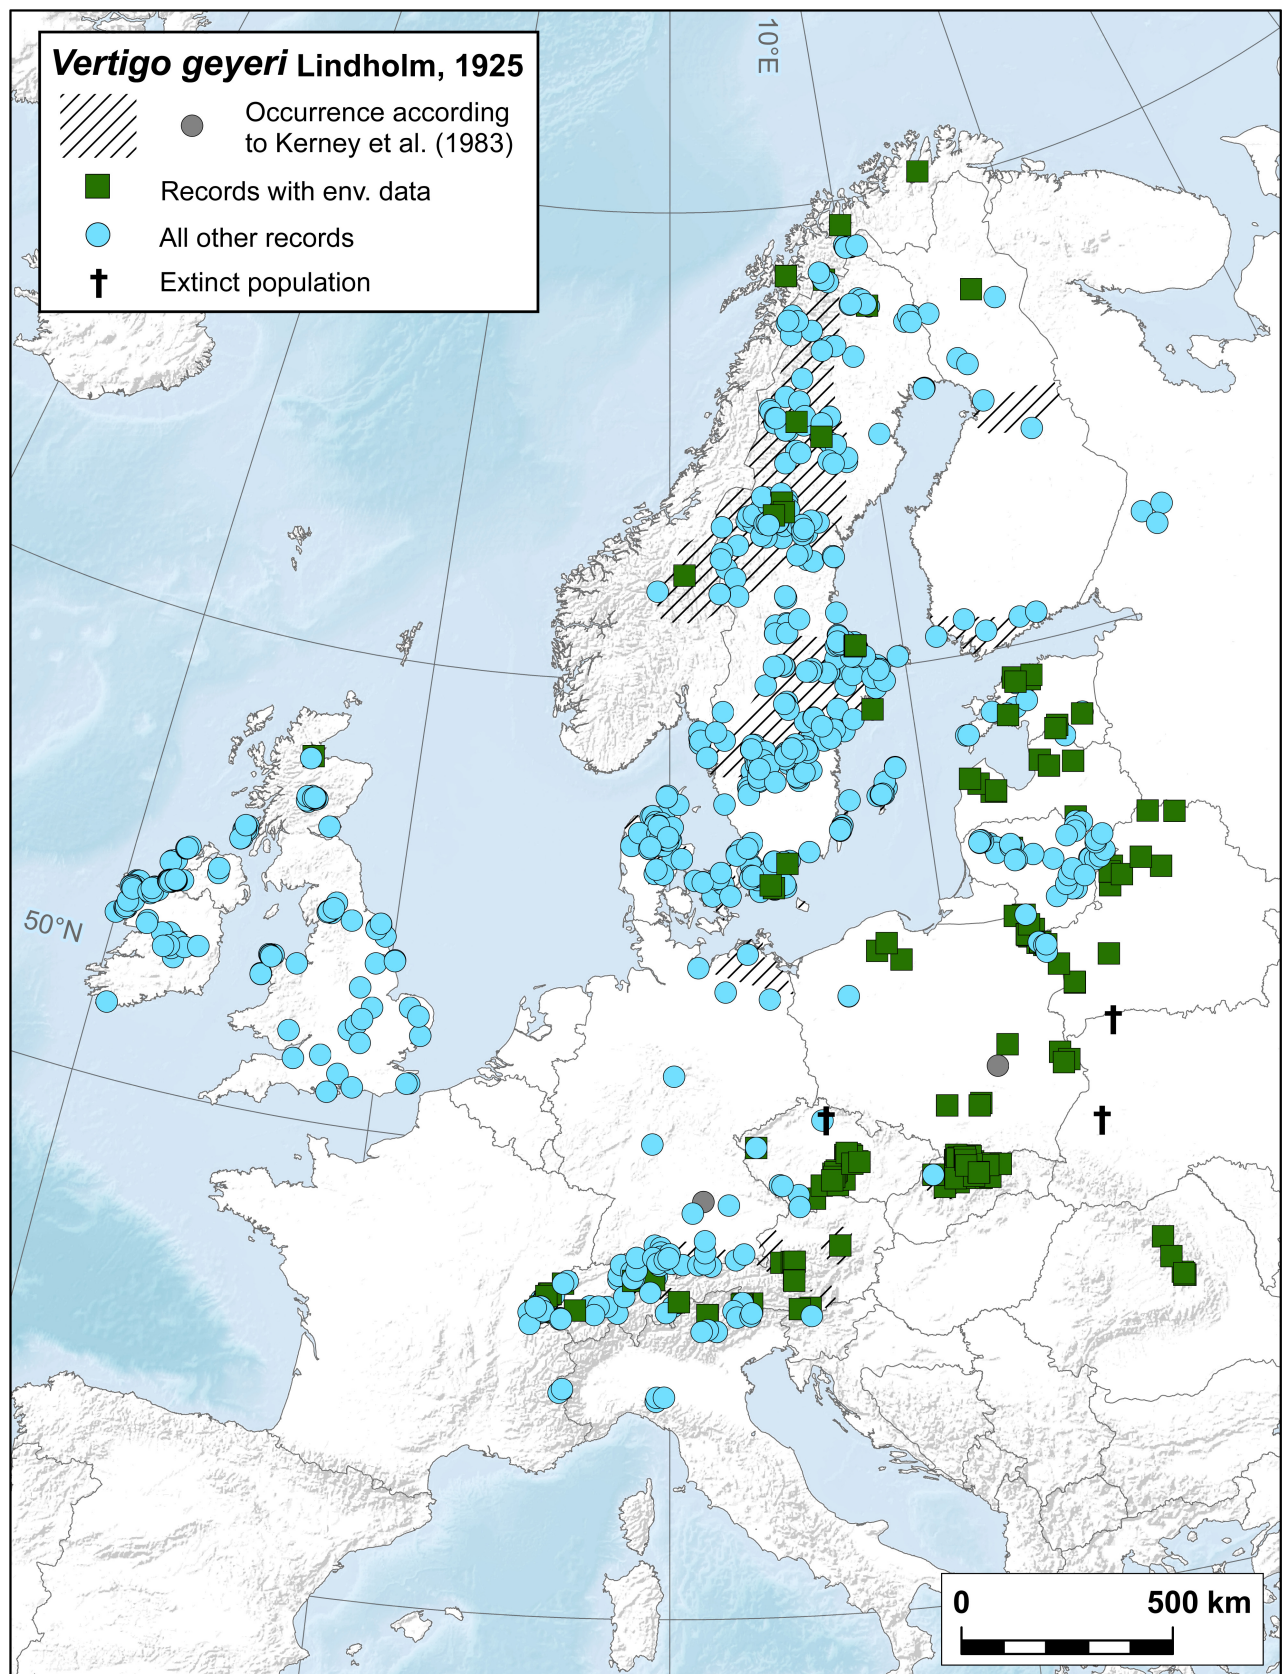 Vertigo geyeri Lindholm, 1925
Occurrence according
to Kerney et al. (1983)
Records with env. data
All other records
Extinct population
10°E
50°N
0 500 km